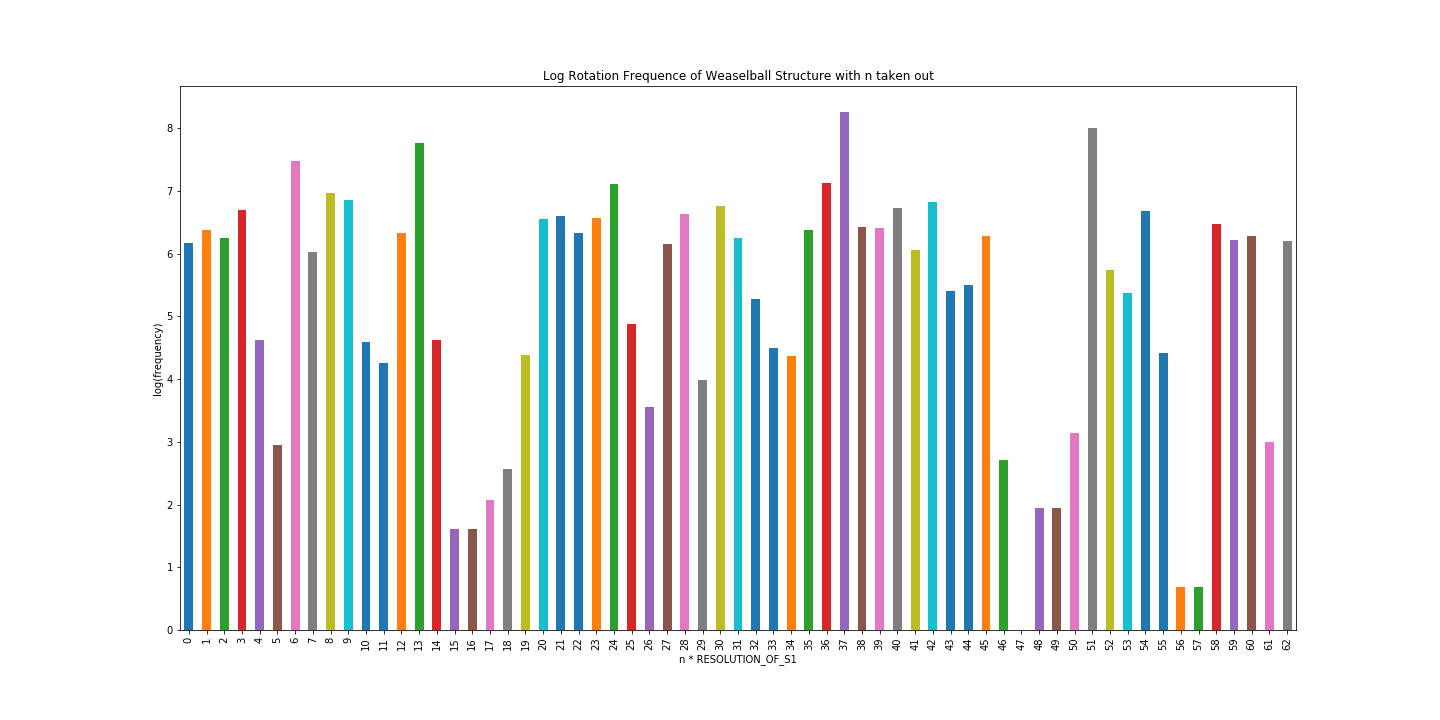 Log Rotation Frequence of Weaselball Structure with n taken out
8
7
6
5
4
3
2
1
0
log(frequency)
0 1 2 3 4 5 6 7 8 9 10 11 12 13 14 15 16 17 18 19 20 21 22 23 24 25 26 27 28 29 30 31 32 33 34 35 36 37 38 39 40 41 42 43 44 45 46 47 48 49 50 51 52 53 54 55 56 57 58 59 60 61 62
n * RESOLUTION_OF_S1